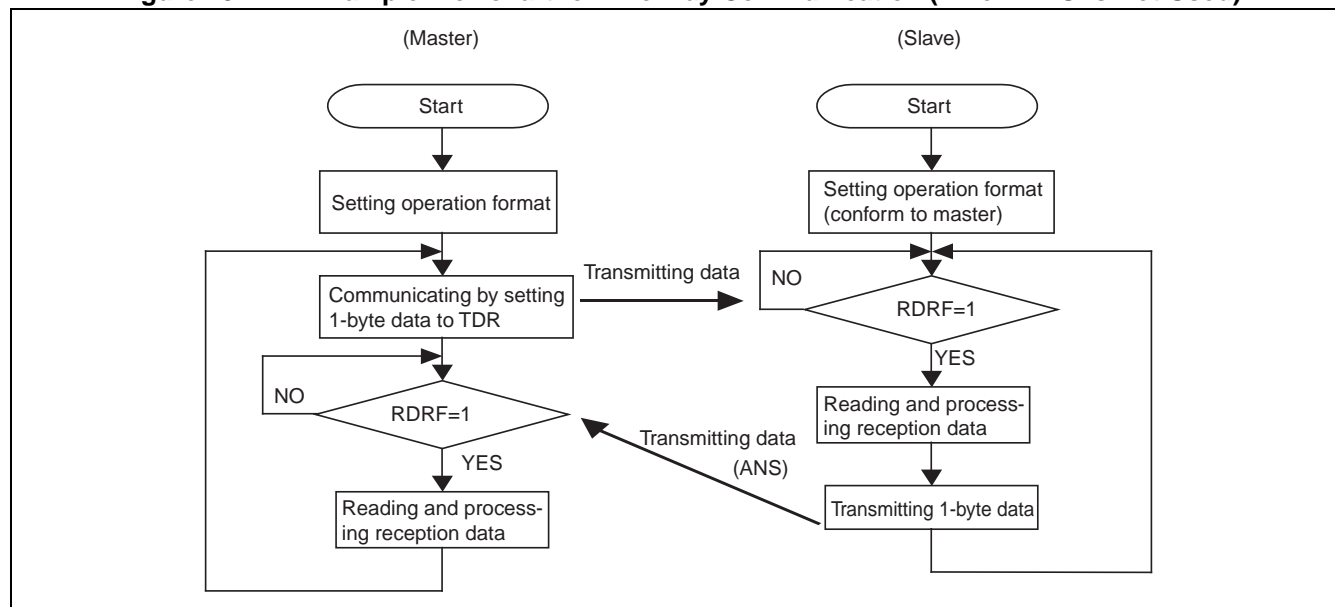 (Master)
(Slave)
Start
Start
Setting operation format
Setting operation format
(conform to master)
Transmitting data
NO
Communicating by setting
1-byte data to TDR
RDRF=1
YES
NO
RDRF=1
Reading and process-
ing reception data
Transmitting data
(ANS)
YES
Transmitting 1-byte data
Reading and process-
ing reception data